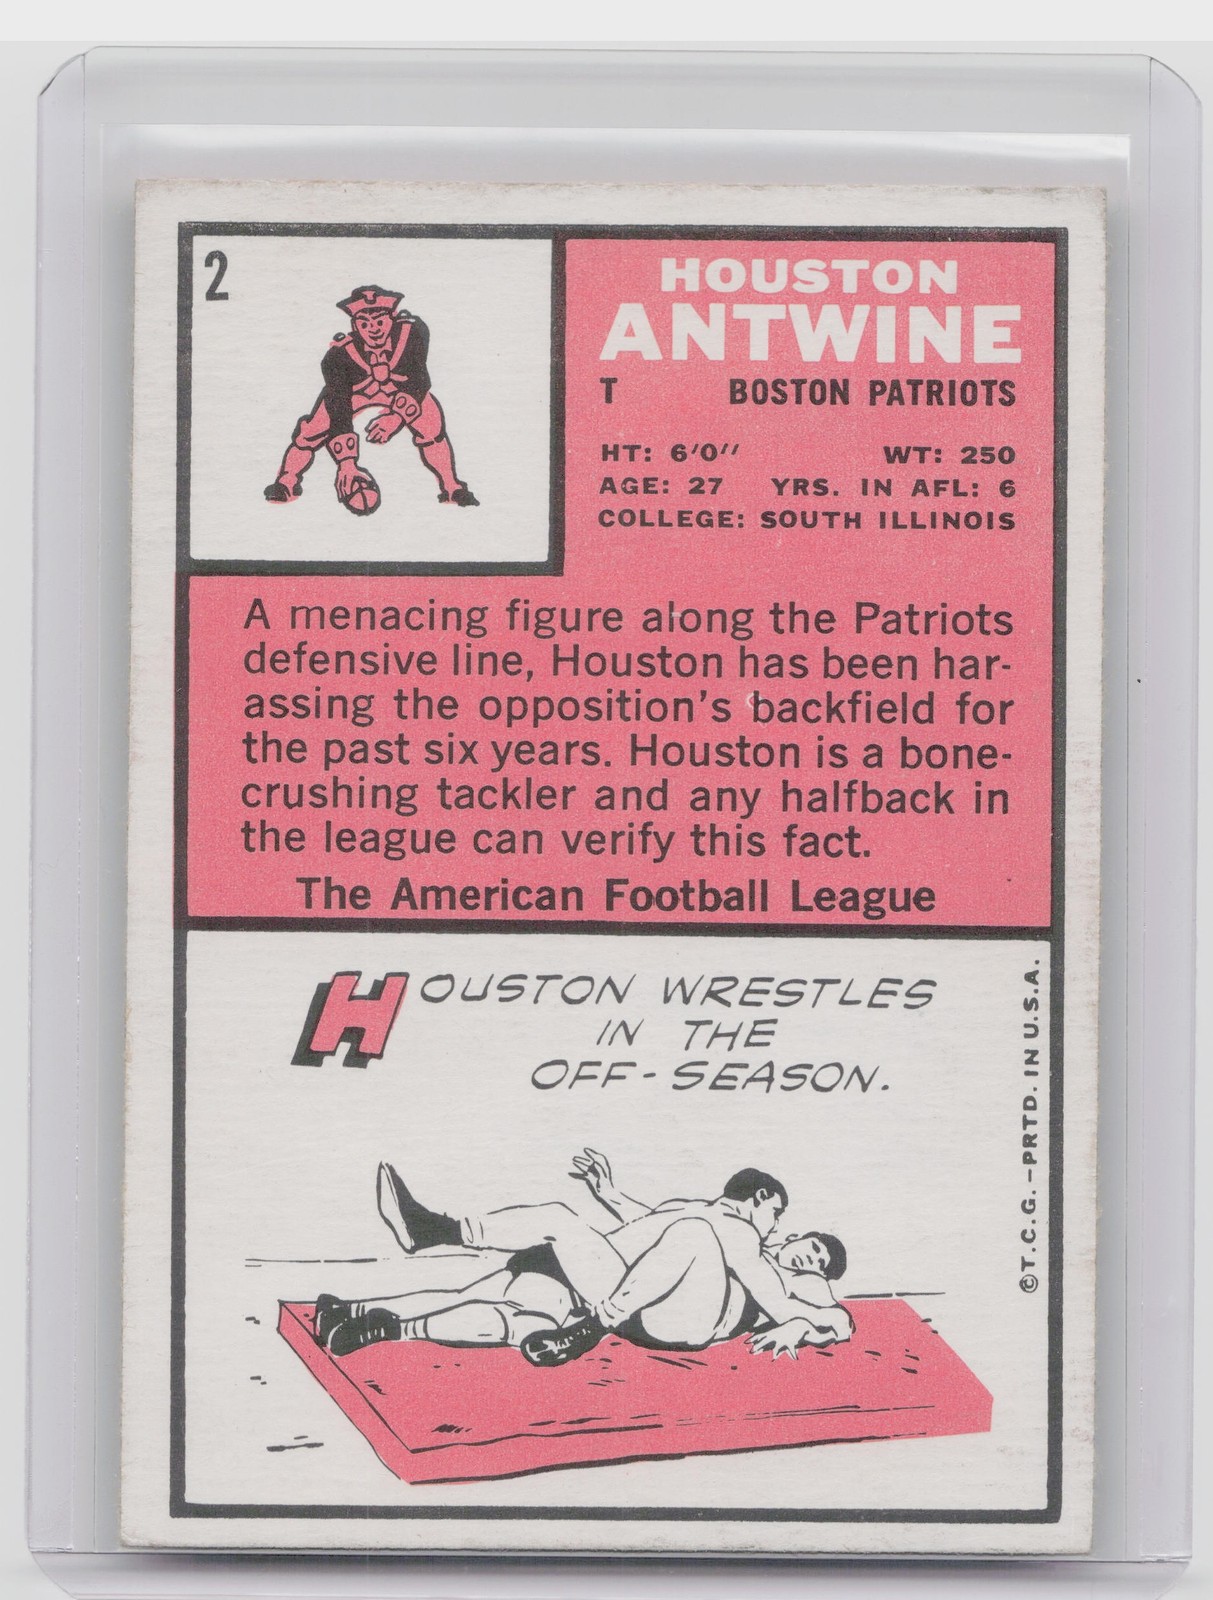 2
HOUSTON
ANTWINE
T BOSTON PATRIOTS
HT: 6'0'' WT: 250
AGE: 27 YRS. IN AFL: 6
COLLEGE: SOUTH ILLINOIS
A menacing figure along the Patriots
defensive line, Houston has been har-
assing the opposition's backfield for
the past six years. Houston is a bone-
crushing tackler and any halfback in
the league can verify this fact.
The American Football League
HOUSTON WRESTLES
IN THE
OFF-SEASON.
©T.C.G.-PRTD. IN U.S.A.